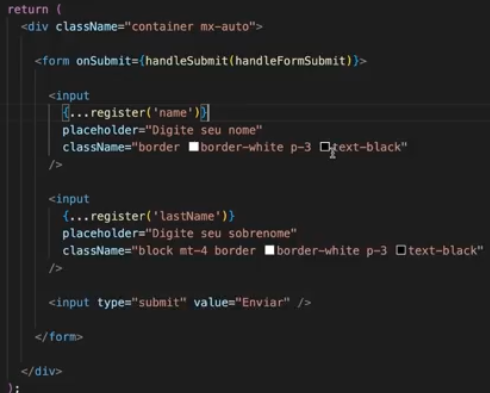 return (
<div className="container mx-auto">
<form onSubmit={handleSubmit(handleFormSubmit)}>
<input
{...register('name')}
placeholder="Digite seu nome"
className="border border-white p-3 text-black"
/>
<input
{...register('lastName')}
placeholder="Digite seu sobrenome"
className="block mt-4 border border-white p-3 text-black"
/>
<input type="submit" value="Enviar" />
</form>
</div>
);